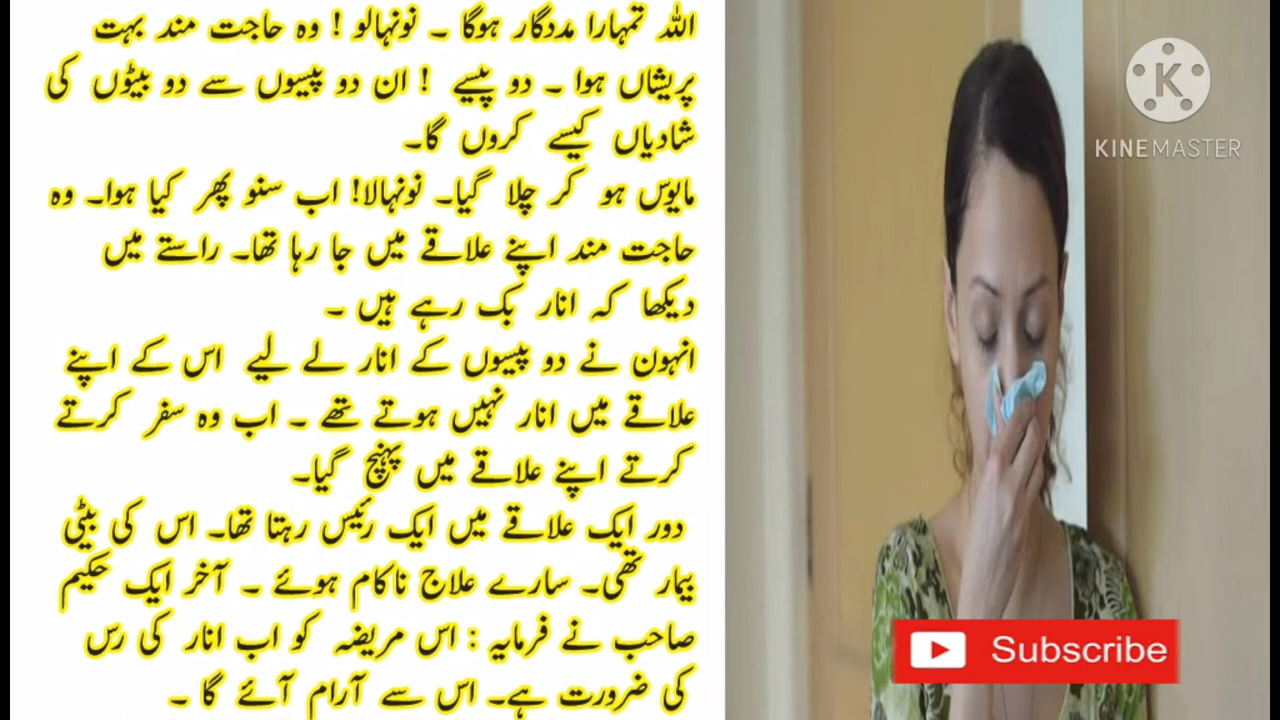 اللہ تمہارا مددگار ہوگا ۔ نونہالو ! وہ حاجت مند بہت
پریشاں ہوا ۔ دو پیسے ! ان دو پیسوں سے دو بیٹوں کی
شادیاں کیسے کروں گا۔
مایوس ہو کر چلا گیا۔ نونہالا! اب سنو پھر کیا ہوا۔ وہ
حاجت مند اپنے علاقے میں جا رہا تھا۔ راستے میں
دیکھا کہ انار بک رہے ہیں ۔
انہون نے دو پیسوں کے انار لے لیے اس کے اپنے
علاقے میں انار نہیں ہوتے تھے ۔ اب وہ سفر کرتے
کرتے اپنے علاقے میں پہنچ گیا۔
دور ایک علاقے میں ایک رئیس رہتا تھا۔ اس کی بیٹی
بیمار تھی۔ سارے علاج ناکام ہوئے ۔ آخر ایک حکیم
صاحب نے فرمایہ : اس مریضہ کو اب انار کی رس
کی ضرورت ہے۔ اس سے آرام آئے گا ۔
K
KINEMASTER
Subscribe